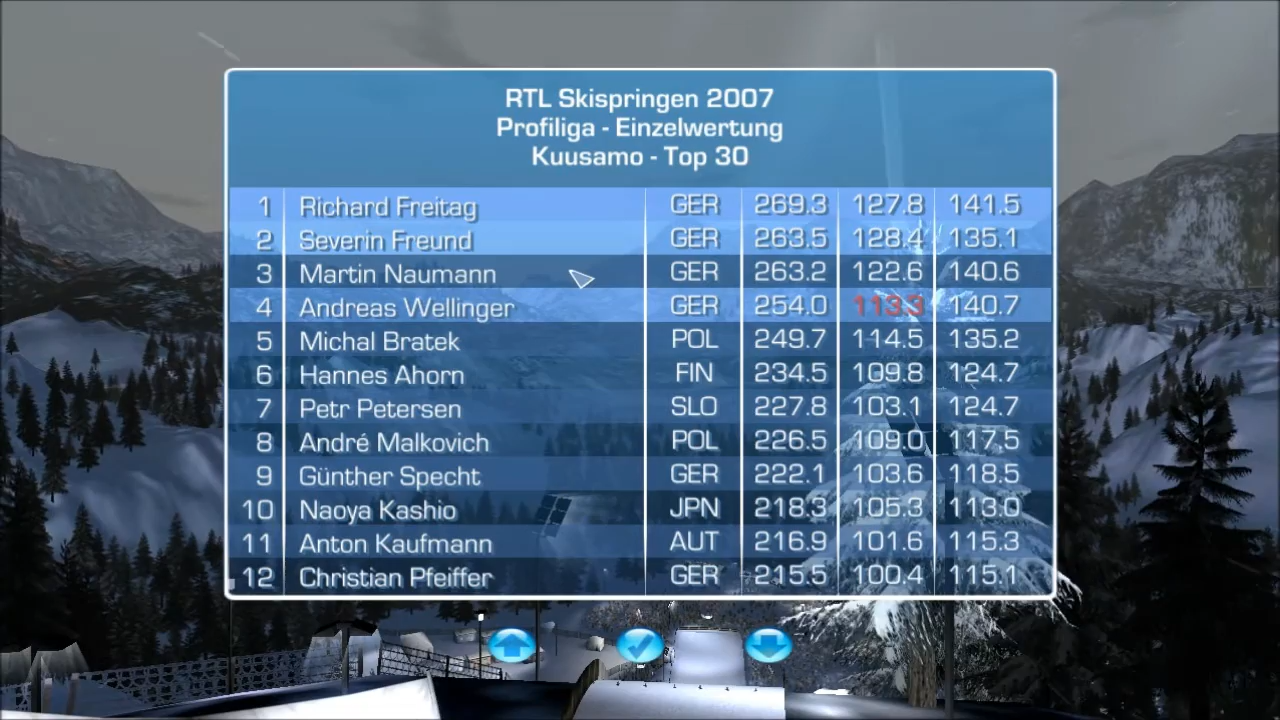 RTL Skispringen 2007
Profiliga - Einzelwertung
Kuusamo - Top 30
1 Richard Freitag GER 269.3 127.8 141.5
2 Severin Freund GER 263.5 128.4 135.1
3 Martin Naumann GER 263.2 122.6 140.6
4 Andreas Wellinger GER 254.0 113.3 140.7
5 Michal Bratek POL 249.7 114.5 135.2
6 Hannes Ahorn FIN 234.5 109.8 124.7
7 Petr Petersen SLO 227.8 103.1 124.7
8 André Malkovich POL 226.5 109.0 117.5
9 Günther Specht GER 222.1 103.6 118.5
10 Naoya Kashio JPN 218.3 105.3 113.0
11 Anton Kaufmann AUT 216.9 101.6 115.3
12 Christian Pfeiffer GER 215.5 100.4 115.1